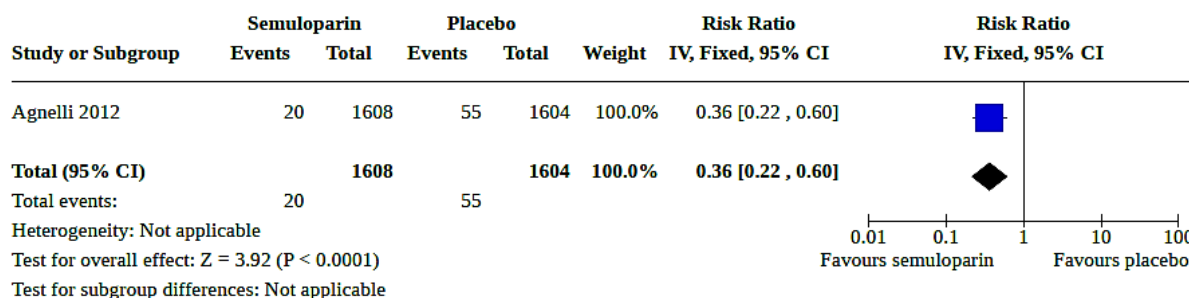 Semuloparin Placebo Risk Ratio Risk Ratio
Study or Subgroup Events Total Events Total Weight IV, Fixed, 95% CI IV, Fixed, 95% CI
Agnelli 2012 20 1608 55 1604 100.0% 0.36 [0.22 , 0.60]
Total (95% CI) 1608 1604 100.0% 0.36 [0.22 , 0.60]
Total events: 20 55
Heterogeneity: Not applicable
0.01 0.1 1 10 100
Test for overall effect: Z = 3.92 (P < 0.0001) Favours semuloparin Favours placebo
Test for subgroup differences: Not applicable